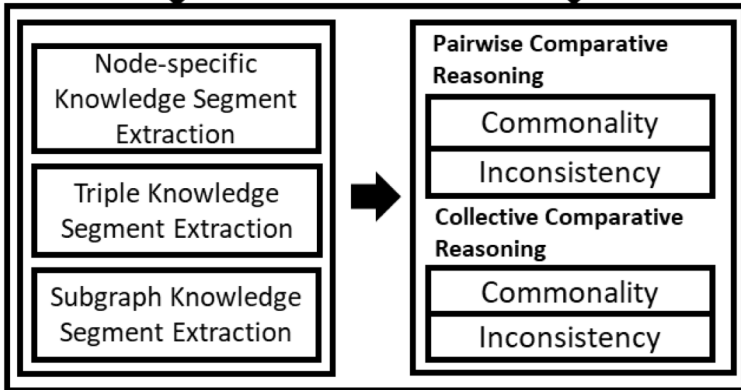 Node-specific
Knowledge Segment
Extraction
Triple Knowledge
Segment Extraction
Subgraph Knowledge
Segment Extraction
Pairwise Comparative
Reasoning
Commonality
Inconsistency
Collective Comparative
Reasoning
Commonality
Inconsistency